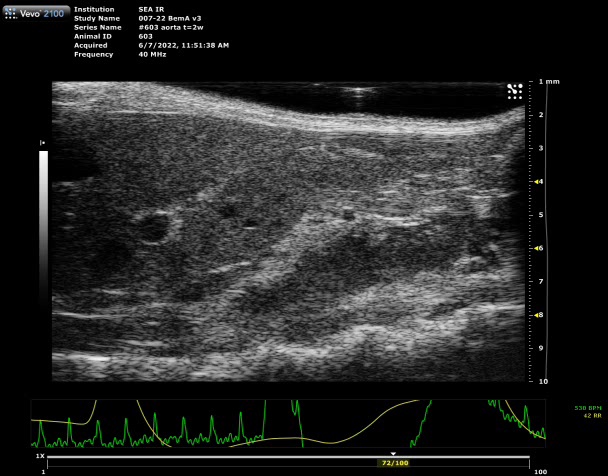 Vevo 2100
Institution SEA IR
Study Name 007-22 BemA v3
Series Name #603 aorta t=2w
Animal ID 603
Acquired 6/7/2022, 11:51:38 AM
Frequency 40 MHz
1 mm
2
3
4
5
6
7
8
9
10
538 BPM
42 RR
1X
72/100
1
100